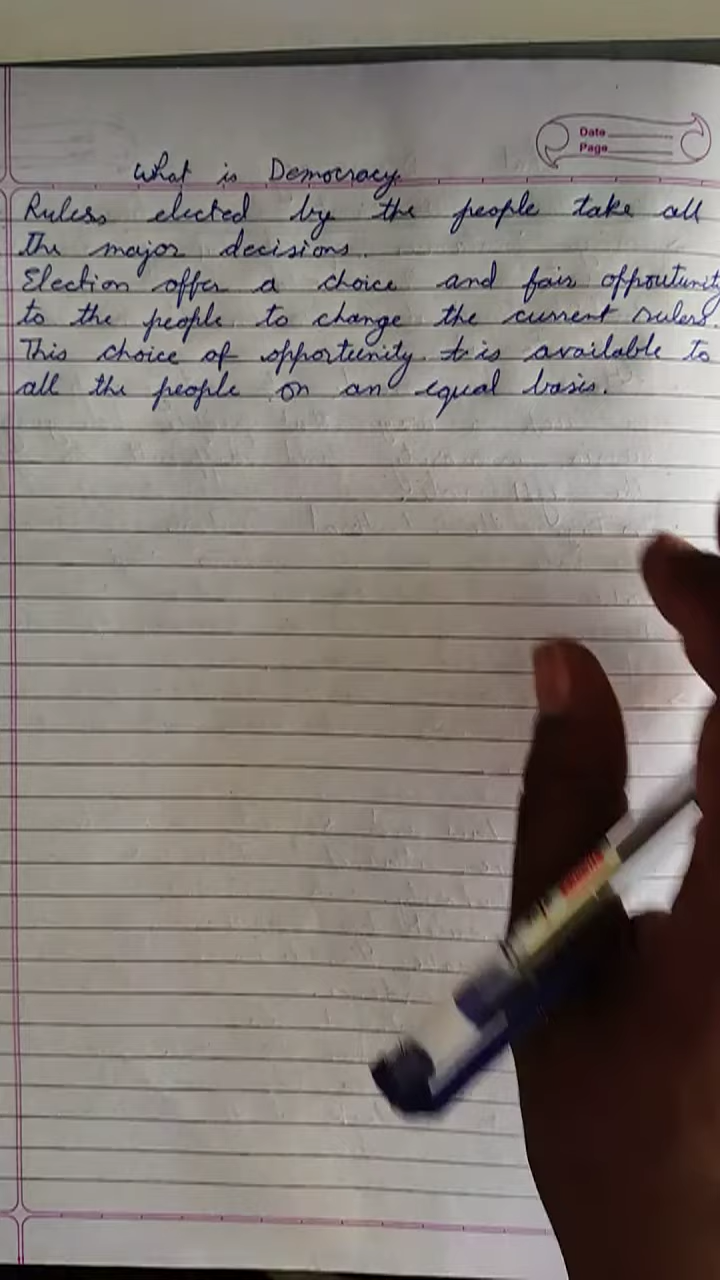 Date
Page
What is Democracy.
Rulers elected by the people take all
the major decisions.
Election offer a choice and fair opportunity
to the people to change the current rulers.
This choice of opportunity. It is available to
all the people on an equal basis.